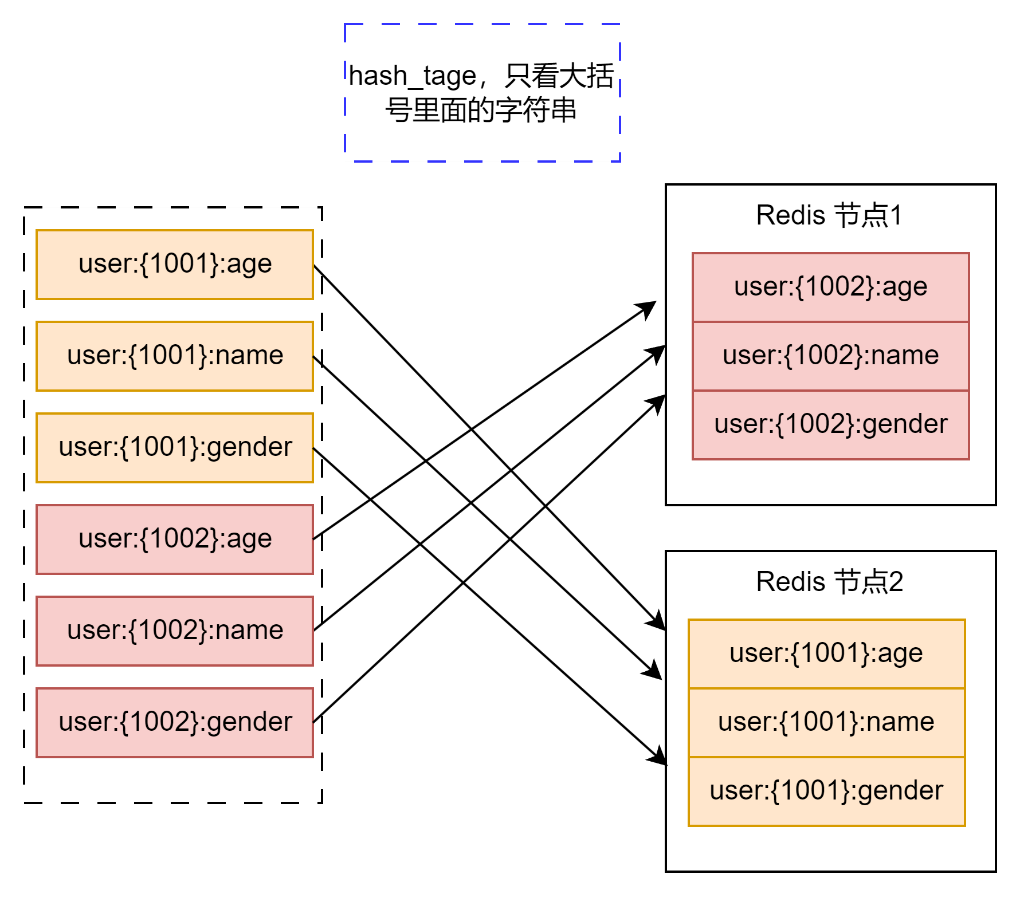 hash_tage，只看大括
号里面的字符串
user:{1001}:age
user:{1001}:name
user:{1001}:gender
user:{1002}:age
user:{1002}:name
user:{1002}:gender
Redis 节点1
user:{1002}:age
user:{1002}:name
user:{1002}:gender
Redis 节点2
user:{1001}:age
user:{1001}:name
user:{1001}:gender